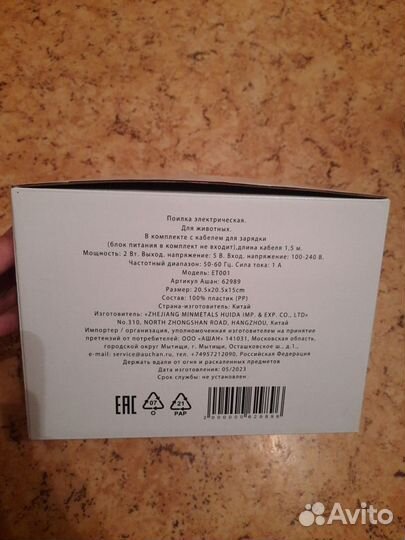 Поилка электрическая.
Для животных.
В комплекте с кабелем для зарядки
(блок питания в комплект не входит),длина кабеля 1,5 м.
Мощность: 2 Вт. Выход. напряжение: 5 В. Вход. напряжение: 100-240 В.
Частотный диапазон: 50-60 Гц. Сила тока: 1 А
Модель: ET001
Артикул Ашан: 62989
Размер: 20.5x20.5x15cm
Состав: 100% пластик (PP)
Страна-изготовитель: Китай
Изготовитель: «ZHEJIANG MINMETALS HUIDA IMP. & EXP. CO., LTD»
No.310, NORTH ZHONGSHAN ROAD, HANGZHOU, Китай
Импортер / организация, уполномоченная изготовителем на принятие
претензий от потребителей: ООО «АШАН» 141031, Московская область,
городской округ Мытищи, г. Мытищи, Осташковское ш., д.1.,
e-mail: service@auchan.ru, тел:+74957212090, Российская Федерация
Держать вдали от огня и раскаленных предметов
Дата изготовления: 05/2023
Срок службы: не установлен
EAC
07
O
21
PAP
Avito